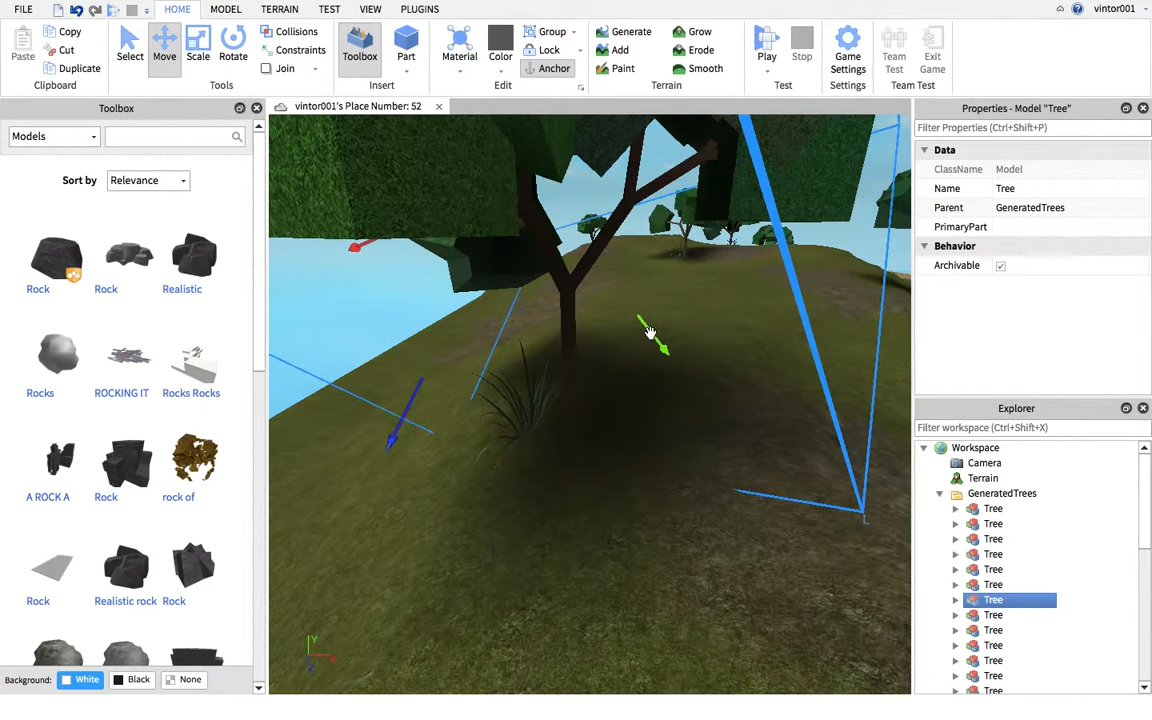 FILE HOME MODEL TERRAIN TEST VIEW PLUGINS vintor001
Copy Collisions Group Generate Grow
Cut Constraints Lock Add Erode
Paste Duplicate Select Move Scale Rotate Join Toolbox Part Material Color Anchor Paint Smooth Play Stop Game Settings Team Test Exit Game
Clipboard Tools Insert Edit Terrain Test Settings Team Test
Toolbox
vintor001's Place Number: 52
Properties - Model "Tree"
Models
Filter Properties (Ctrl+Shift+P)
Sort by Relevance
Data
ClassName Model
Name Tree
Parent GeneratedTrees
PrimaryPart
Behavior
Archivable
Rock Rock Realistic
Rocks ROCKING IT Rocks Rocks
A ROCK A Rock rock of
Rock Realistic rock Rock
Background: White Black None
Y
Z
L
Explorer
Filter workspace (Ctrl+Shift+X)
Workspace
Camera
Terrain
GeneratedTrees
Tree
Tree
Tree
Tree
Tree
Tree
Tree
Tree
Tree
Tree
Tree
Tree
Tree